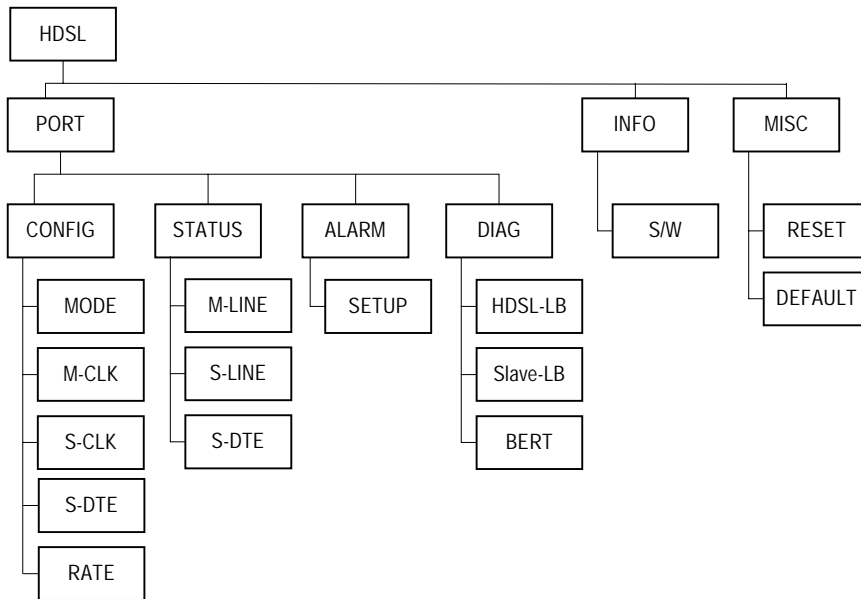 HDSL
PORT
INFO
MISC
CONFIG
STATUS
ALARM
DIAG
S/W
RESET
MODE
M-LINE
SETUP
HDSL-LB
DEFAULT
M-CLK
S-LINE
Slave-LB
S-CLK
S-DTE
BERT
S-DTE
RATE